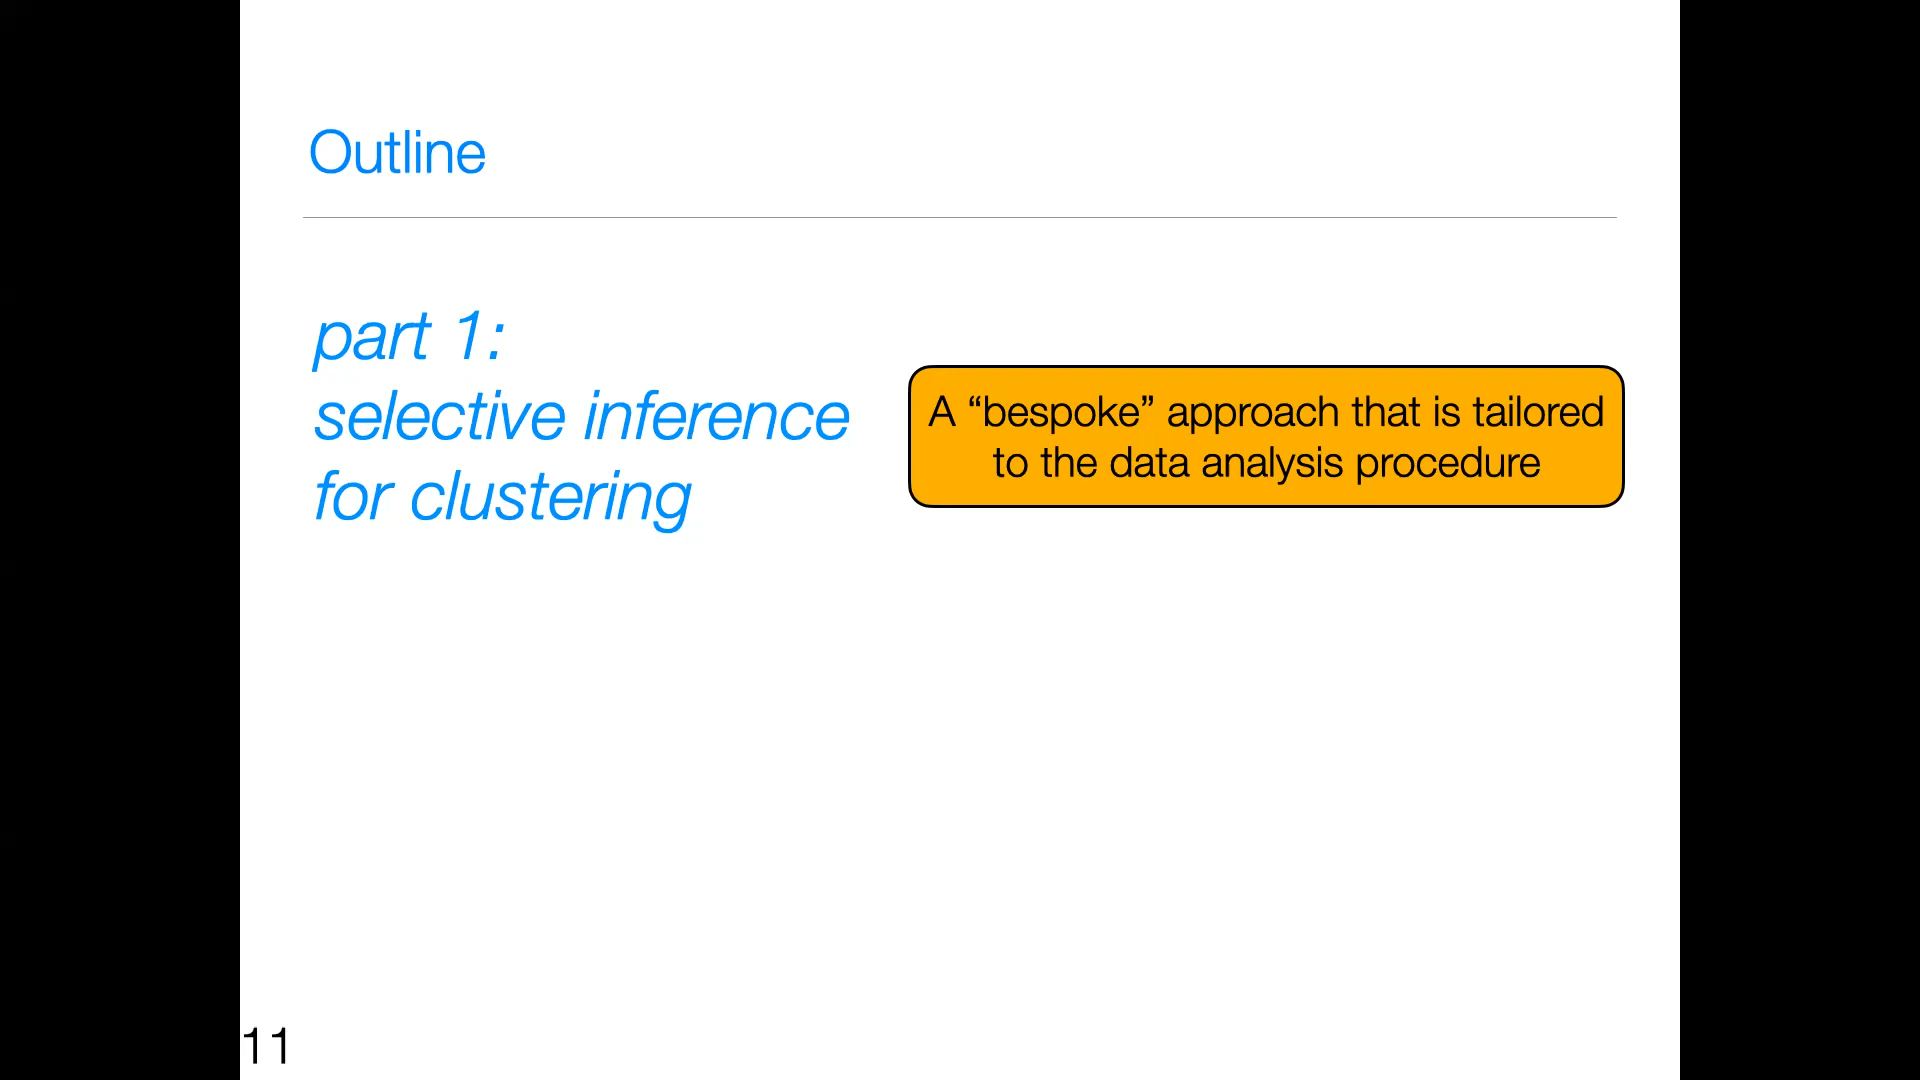 Outline
part 1:
selective inference
for clustering
A “bespoke” approach that is tailored
to the data analysis procedure
11